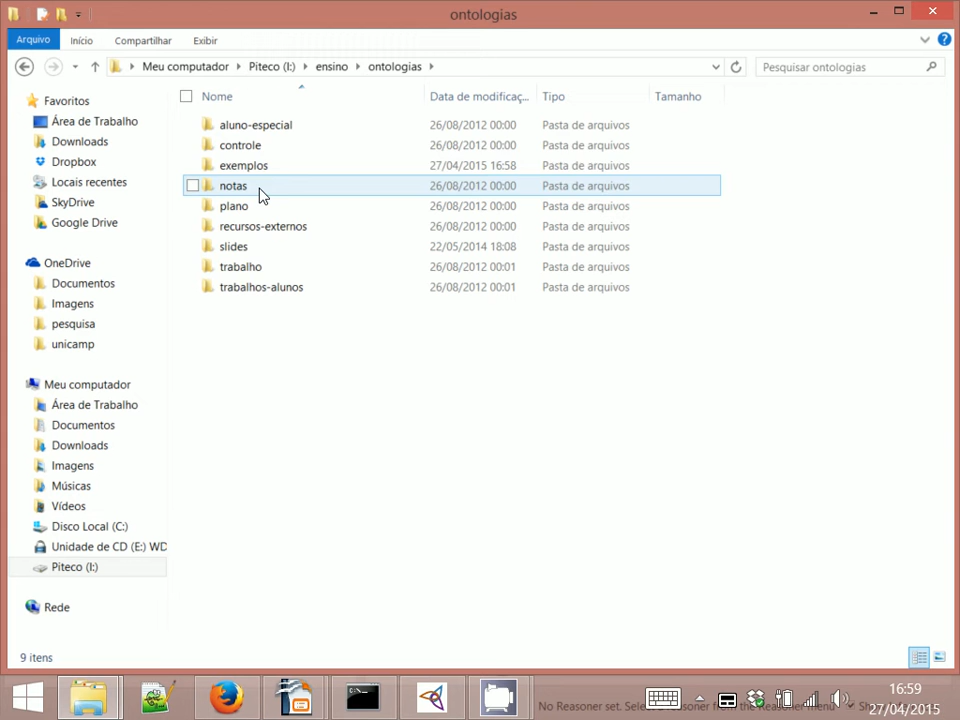 ontologias
Arquivo Início Compartilhar Exibir
Meu computador Piteco (I:) ensino ontologias Pesquisar ontologias
Nome Data de modificaç... Tipo Tamanho
Favoritos
Área de Trabalho
Downloads
Dropbox
Locais recentes
SkyDrive
Google Drive
OneDrive
Documentos
Imagens
pesquisa
unicamp
Meu computador
Área de Trabalho
Documentos
Downloads
Imagens
Músicas
Vídeos
Disco Local (C:)
Unidade de CD (E:) WD
Piteco (I:)
Rede
aluno-especial 26/08/2012 00:00 Pasta de arquivos
controle 26/08/2012 00:00 Pasta de arquivos
exemplos 27/04/2015 16:58 Pasta de arquivos
notas 26/08/2012 00:00 Pasta de arquivos
plano 26/08/2012 00:00 Pasta de arquivos
recursos-externos 26/08/2012 00:00 Pasta de arquivos
slides 22/05/2014 18:08 Pasta de arquivos
trabalho 26/08/2012 00:01 Pasta de arquivos
trabalhos-alunos 26/08/2012 00:01 Pasta de arquivos
9 itens
No Reasoner set. Select a reasoner from the Reasoner menu
16:59
27/04/2015